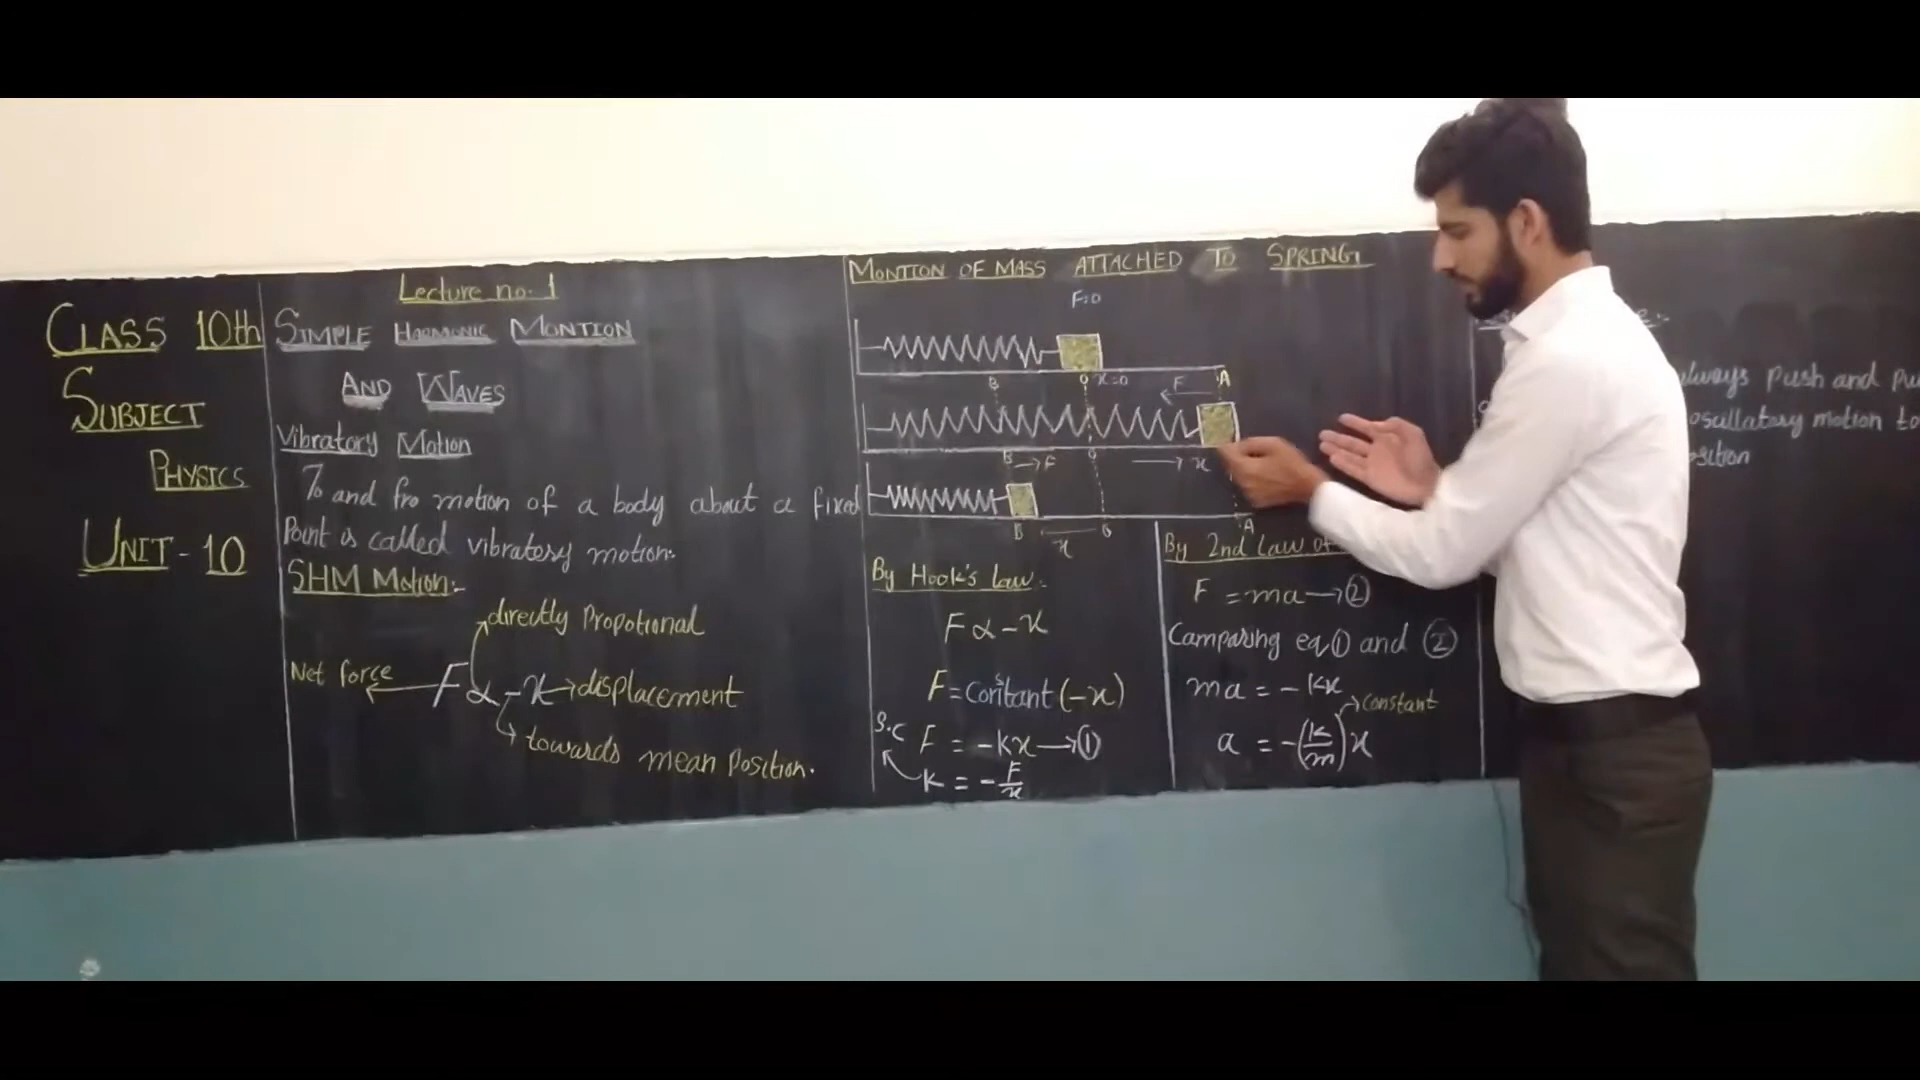 CLASS 10th
SUBJECT
PHYSICS
UNIT-10
Lecture no. 1
SIMPLE HARMONIC MONTION
AND WAVES
Vibratory Motion
To and fro motion of a body about a fixed
Point is called vibratory motion.
SHM Motion:-
directly Propotional
Net force F α - x displacement
towards mean Position.
MONTION OF MASS ATTACHED TO SPRING
F=0
B O x=0 F A
B → F O → x
B x O A
By Hook's law:
F α - x
F = constant (-x)
S.C F = -kx → ①
K = - F/x
By 2nd law of
F = ma → ②
Camparing eq ① and ②
ma = - kx
constant
a = -(k/m) x
always Push and Pu
oscillatory motion to
osition